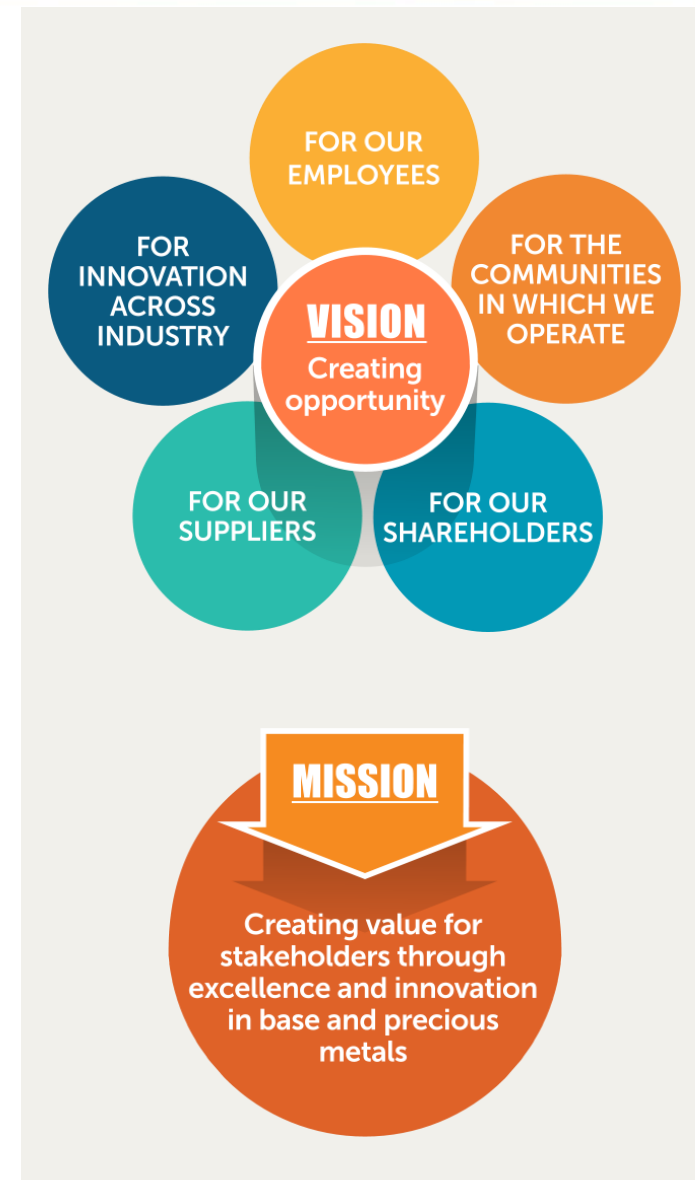 FOR OUR
EMPLOYEES
FOR
INNOVATION
ACROSS
INDUSTRY
FOR THE
COMMUNITIES
IN WHICH WE
OPERATE
VISION
Creating
opportunity
FOR OUR
SUPPLIERS
FOR OUR
SHAREHOLDERS
MISSION
Creating value for
stakeholders through
excellence and innovation
in base and precious
metals